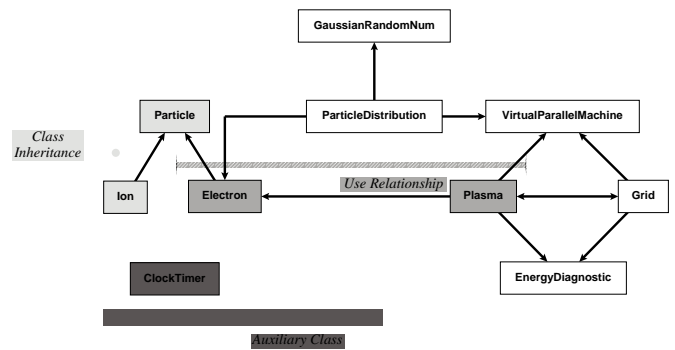 GaussianRandomNum
Particle
ParticleDistribution
VirtualParallelMachine
Class
Inheritance
Use Relationship
Ion
Electron
Plasma
Grid
ClockTimer
EnergyDiagnostic
Auxiliary Class